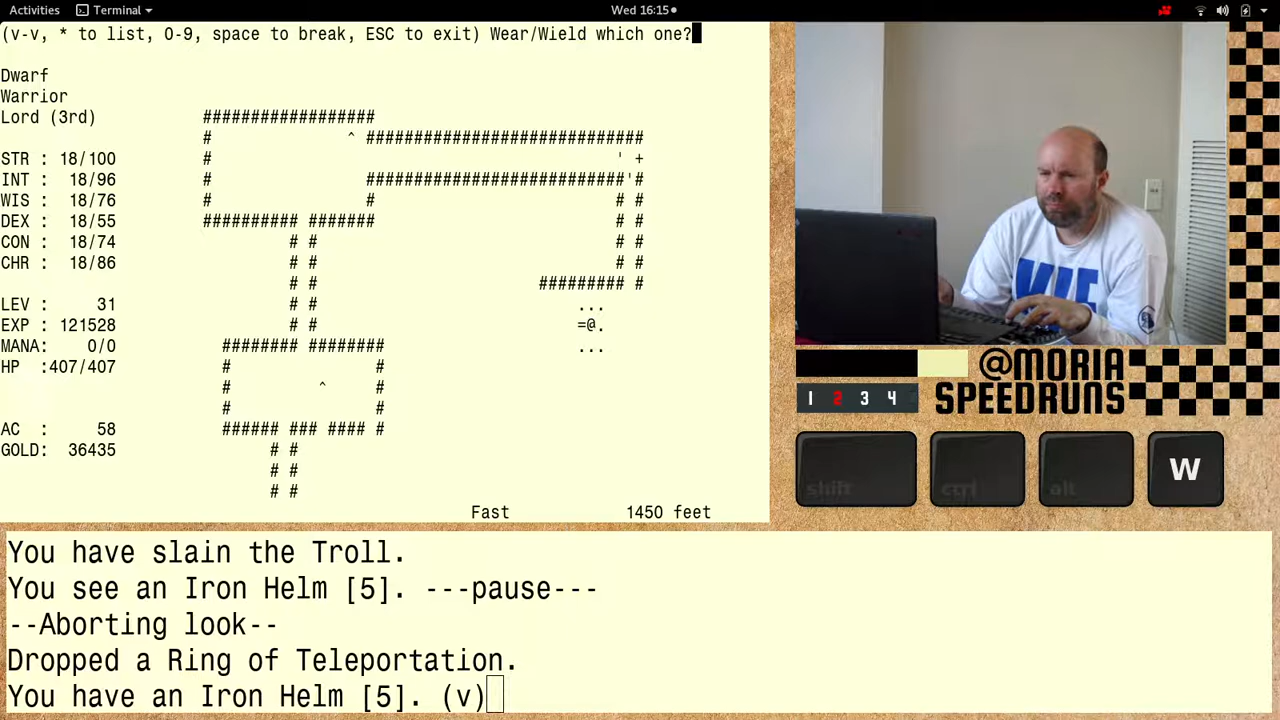 Activities Terminal Wed 16:15
(v-v, * to list, 0-9, space to break, ESC to exit) Wear/Wield which one?
Dwarf
Warrior
Lord (3rd) ##################
# ^ #############################
STR : 18/100 # ' +
INT : 18/96 # ###########################'#
WIS : 18/76 # # # #
DEX : 18/55 ########## ####### # #
CON : 18/74 # # # #
CHR : 18/86 # # # #
# # ######### #
LEV : 31 # # ...
EXP : 121528 # # =@.
MANA: 0/0 ######## ######## ...
HP :407/407 # #
# ^ #
# #
AC : 58 ###### ### #### #
GOLD: 36435 # #
# #
# #
Fast 1450 feet
@MORIA
SPEEDRUNS
1 2 3 4
shift ctrl alt W
You have slain the Troll.
You see an Iron Helm [5]. ---pause---
--Aborting look--
Dropped a Ring of Teleportation.
You have an Iron Helm [5]. (v)